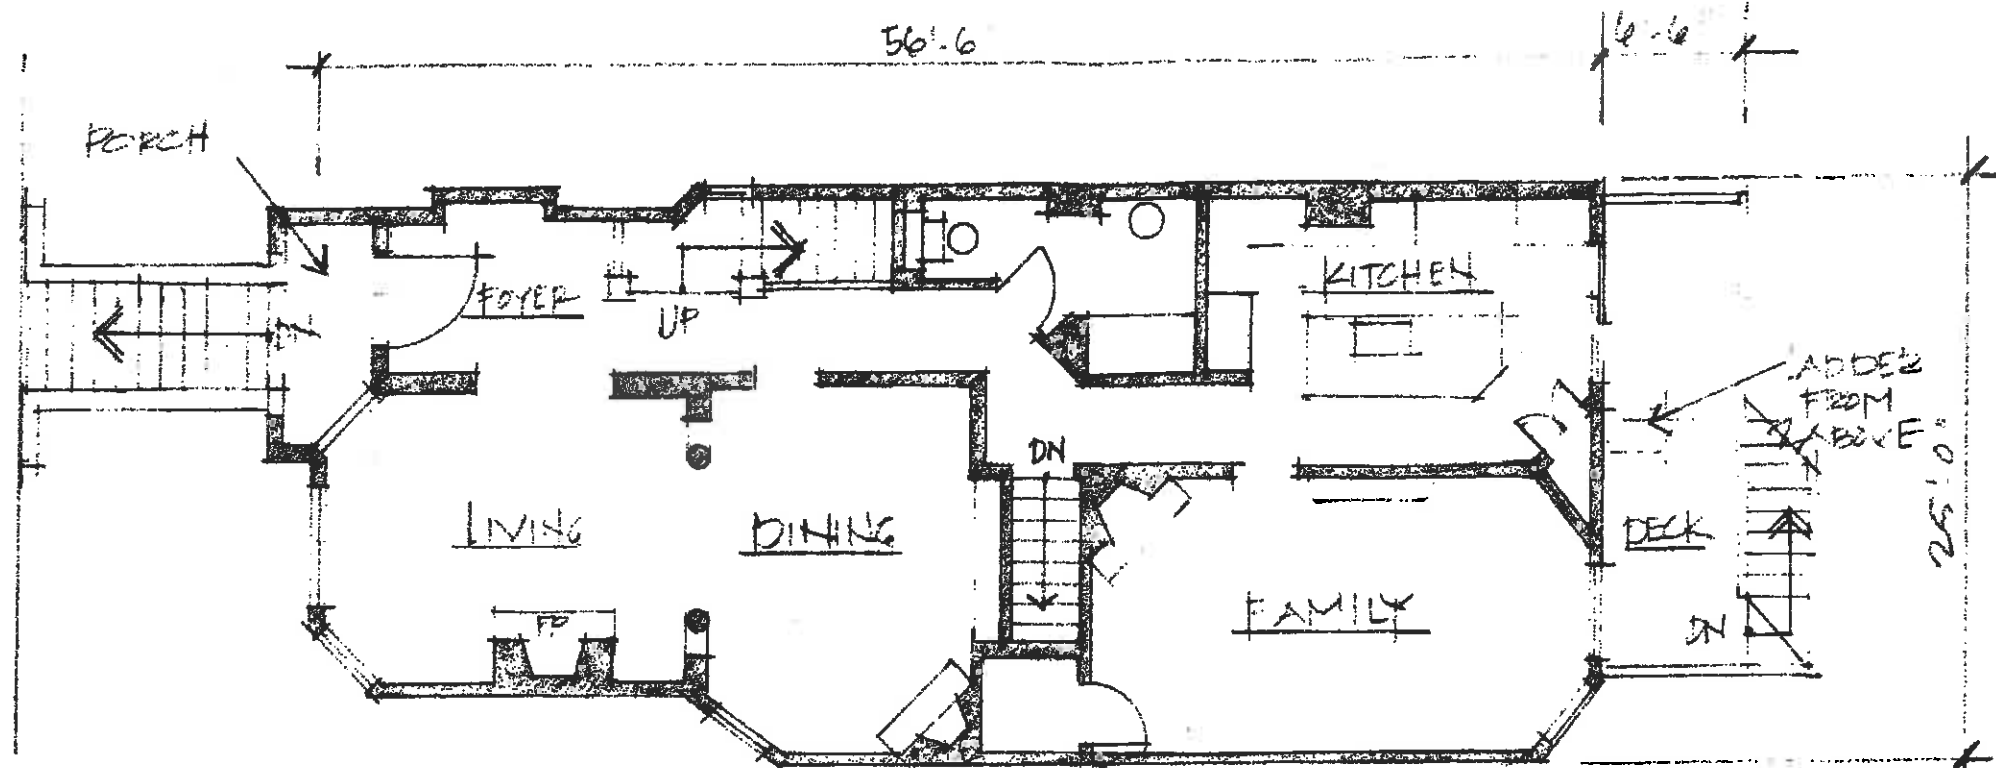 56'-6
6-6
PORCH
KITCHEN
FOYER
UP
ADDED
FROM
ABOVE
DN
25'-0"
LIVING
DINING
DECK
FAMILY
FP
DN